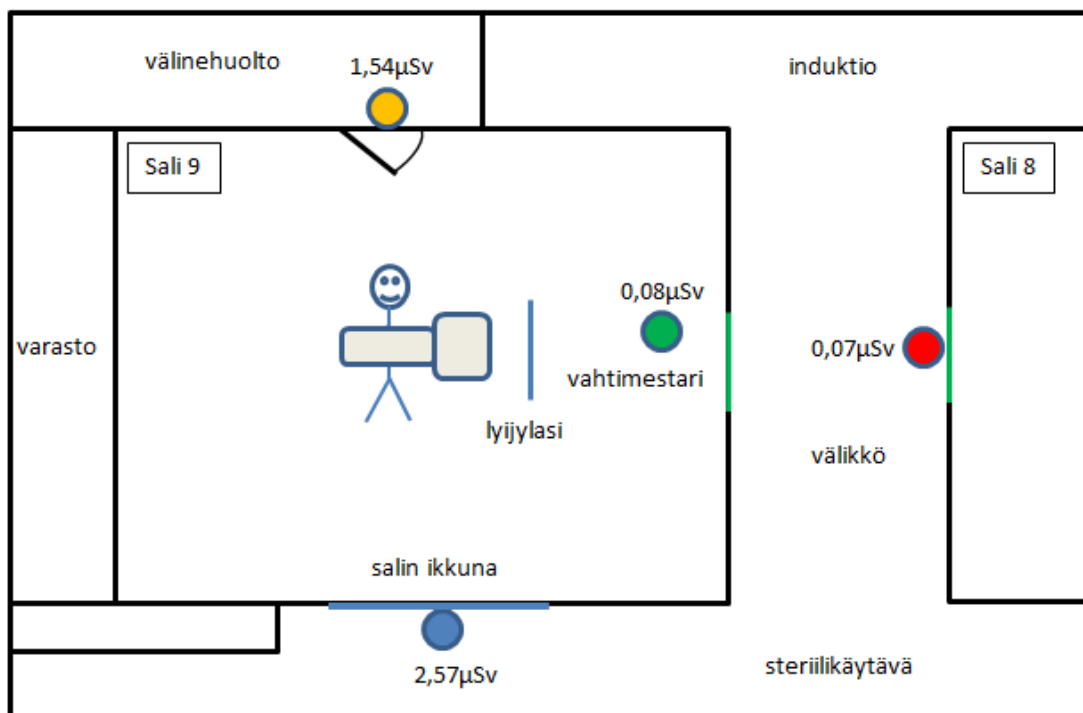 välinehuolto
1,54µSv
induktio
Sali 9
Sali 8
0,08µSv
varasto
0,07µSv
vahtimestari
lyijylasi
välikkö
salin ikkuna
2,57µSv
steriilikäytävä